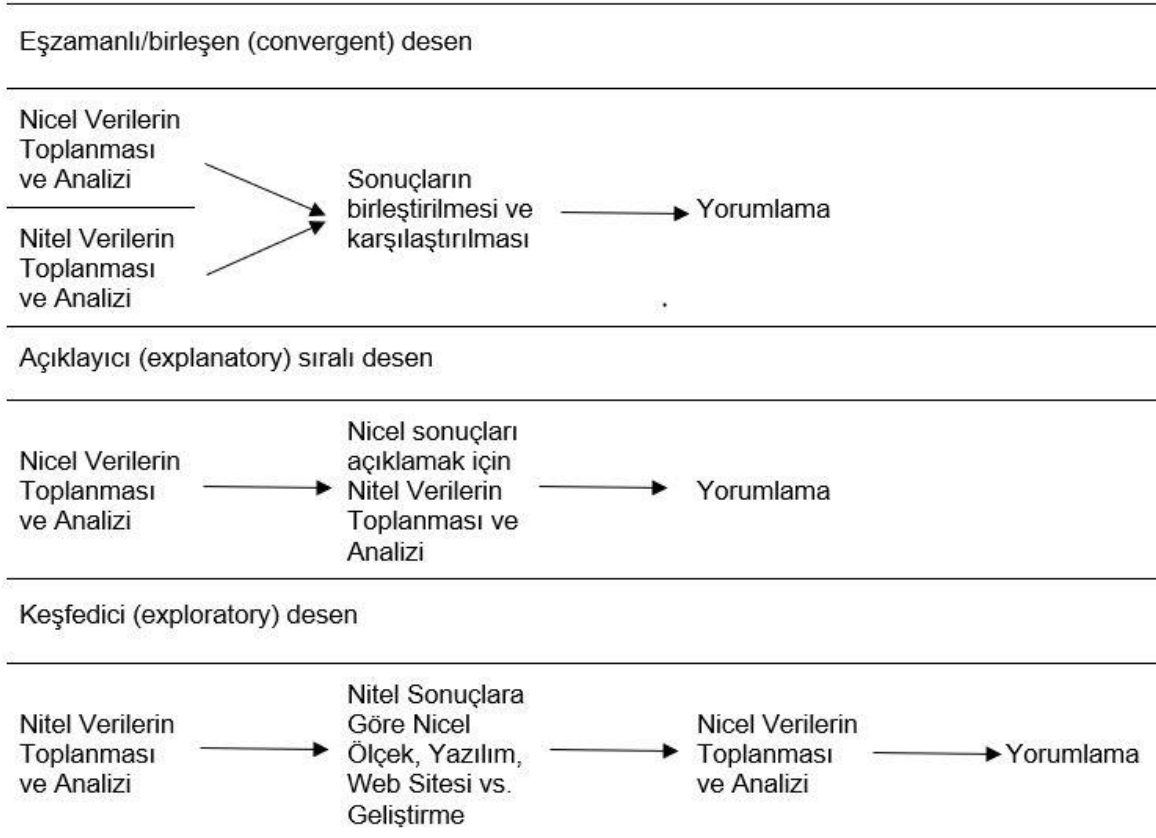 Eşzamanlı/birleşen (convergent) desen
Nicel Verilerin
Toplanması
ve Analizi
Nitel Verilerin
Toplanması
ve Analizi
Sonuçların
birleştirilmesi ve
karşılaştırılması
Yorumlama
Açıklayıcı (explanatory) sıralı desen
Nicel Verilerin
Toplanması
ve Analizi
Nicel sonuçları
açıklamak için
Nitel Verilerin
Toplanması ve
Analizi
Yorumlama
Keşfedici (exploratory) desen
Nitel Verilerin
Toplanması
ve Analizi
Nitel Sonuçlara
Göre Nicel
Ölçek, Yazılım,
Web Sitesi vs.
Geliştirme
Nicel Verilerin
Toplanması
ve Analizi
Yorumlama